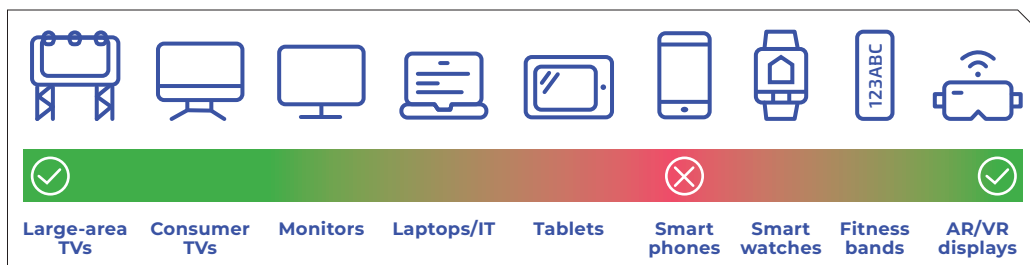 123ABC
Large-area
TVs
Consumer
TVs
Monitors
Laptops/IT
Tablets
Smart
phones
Smart
watches
Fitness
bands
AR/VR
displays